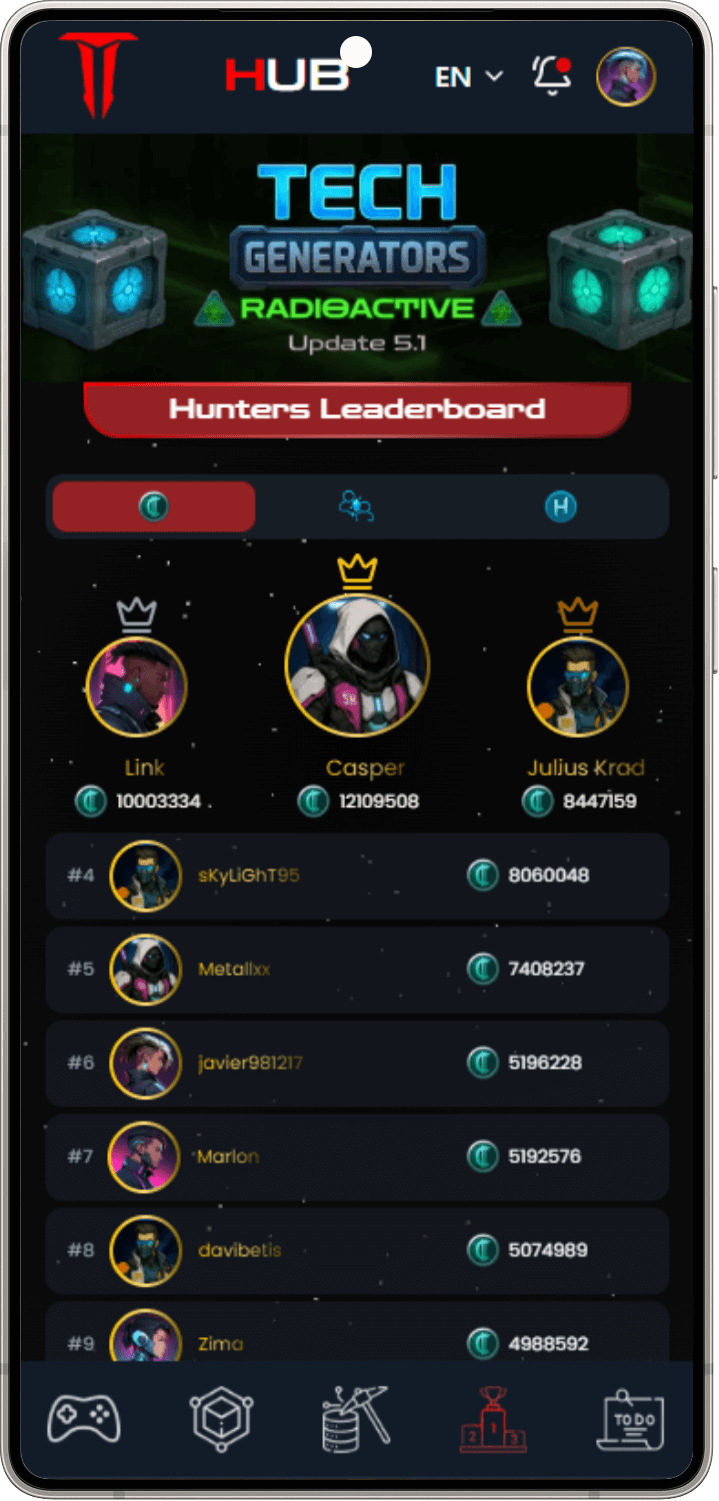 HUB
EN
TECH
GENERATORS
RADIOACTIVE
Update 5.1
Hunters Leaderboard
H
Link
Casper
Julius Krad
10003334
12109508
8447159
#4 sKyLiGhT95 8060048
#5 Metallxx 7408237
#6 javier981217 5196228
#7 Marlon 5192576
#8 davibetis 5074989
#9 Zima 4988592
2 1 3
TO DO